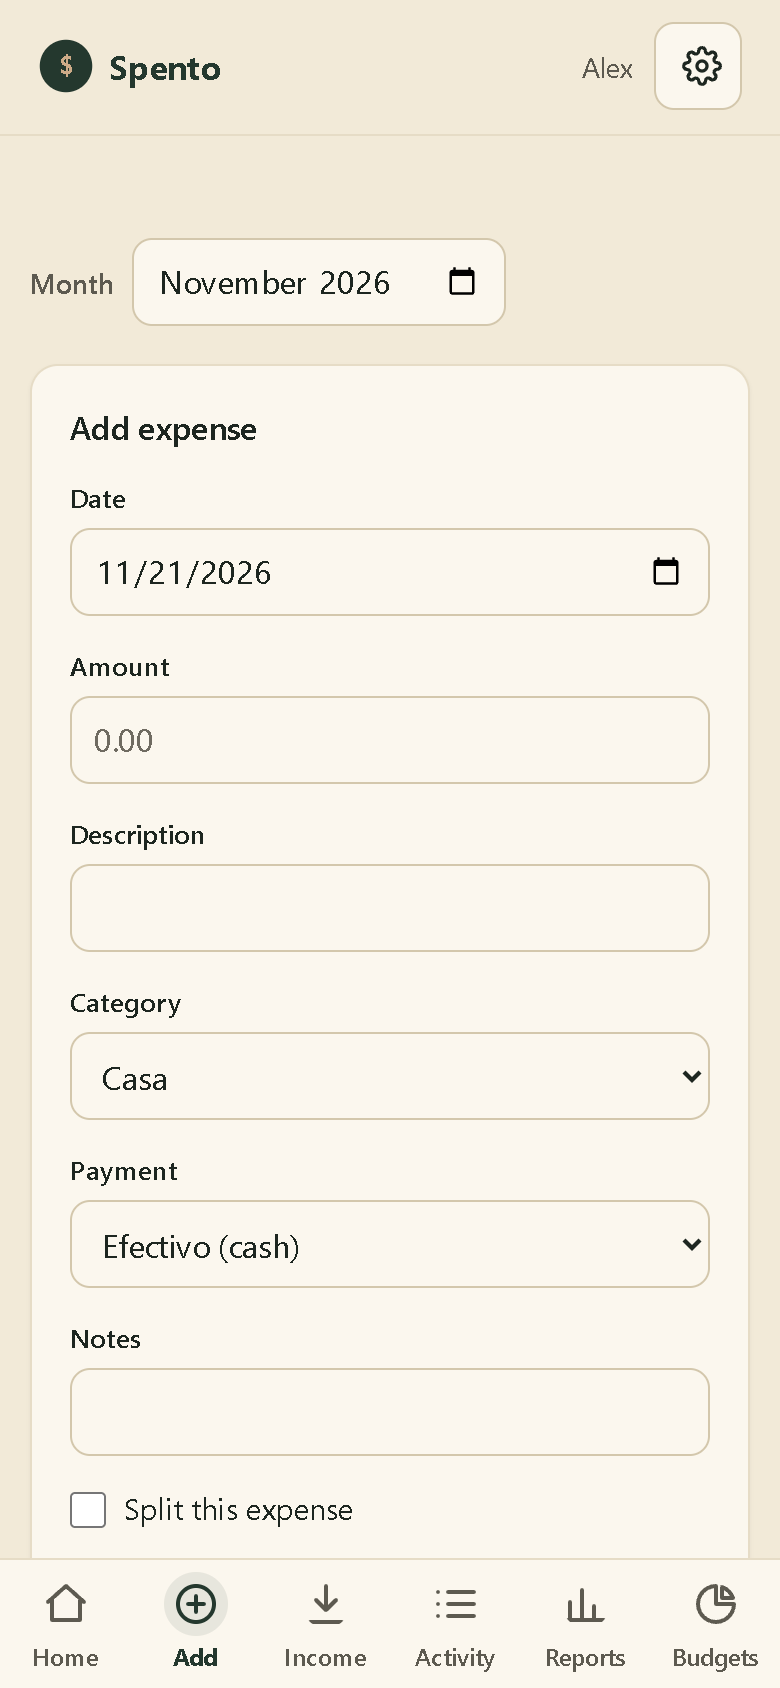 $ Spento
Alex
Month
November 2026
Add expense
Date
11/21/2026
Amount
0.00
Description
Category
Casa
Payment
Efectivo (cash)
Notes
Split this expense
Home Add Income Activity Reports Budgets